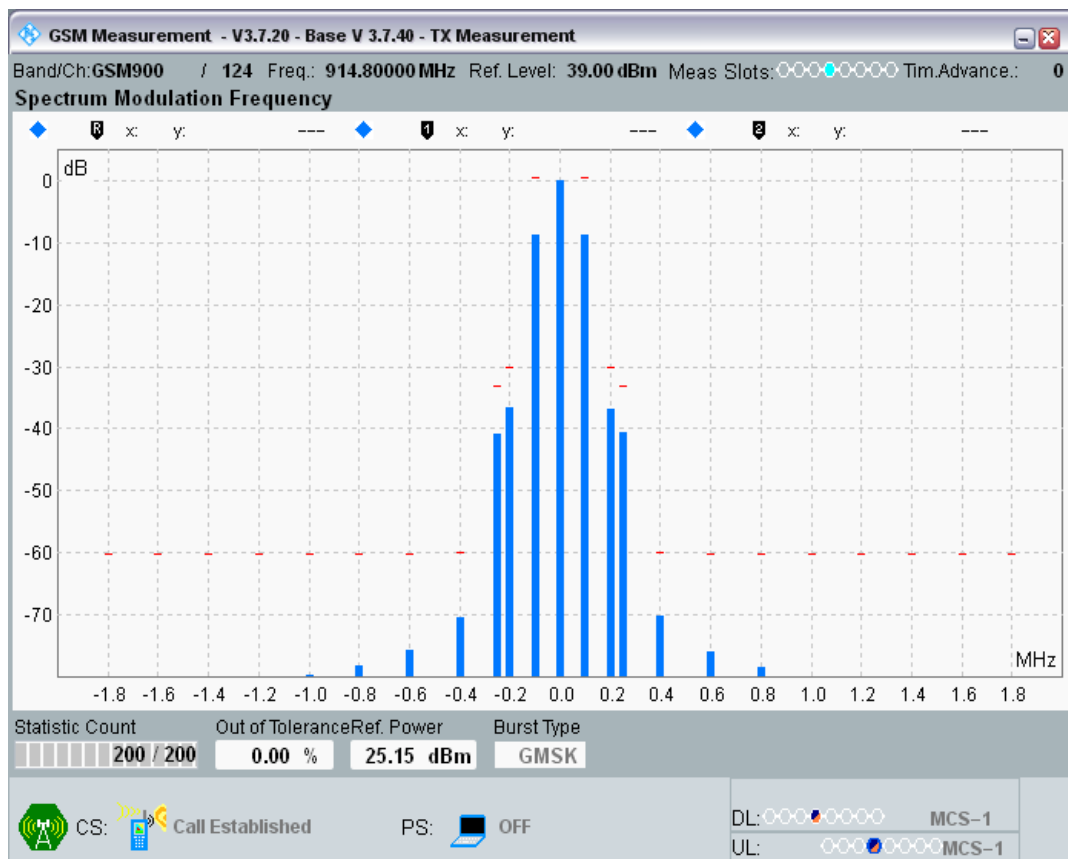 GSM Measurement - V3.7.20 - Base V 3.7.40 - TX Measurement
Band/Ch:GSM900 / 124 Freq.: 914.80000 MHz Ref. Level: 39.00 dBm Meas Slots: Tim.Advance.: 0
Spectrum Modulation Frequency
R x: y: --- 1 x: y: --- 2 x: y: ---
dB
0
-10
-20
-30
-40
-50
-60
-70
MHz
-1.8 -1.6 -1.4 -1.2 -1.0 -0.8 -0.6 -0.4 -0.2 0.0 0.2 0.4 0.6 0.8 1.0 1.2 1.4 1.6 1.8
Statistic Count Out of Tolerance Ref. Power Burst Type
200 / 200 0.00 % 25.15 dBm GMSK
CS: Call Established PS: OFF
DL: MCS-1
UL: MCS-1